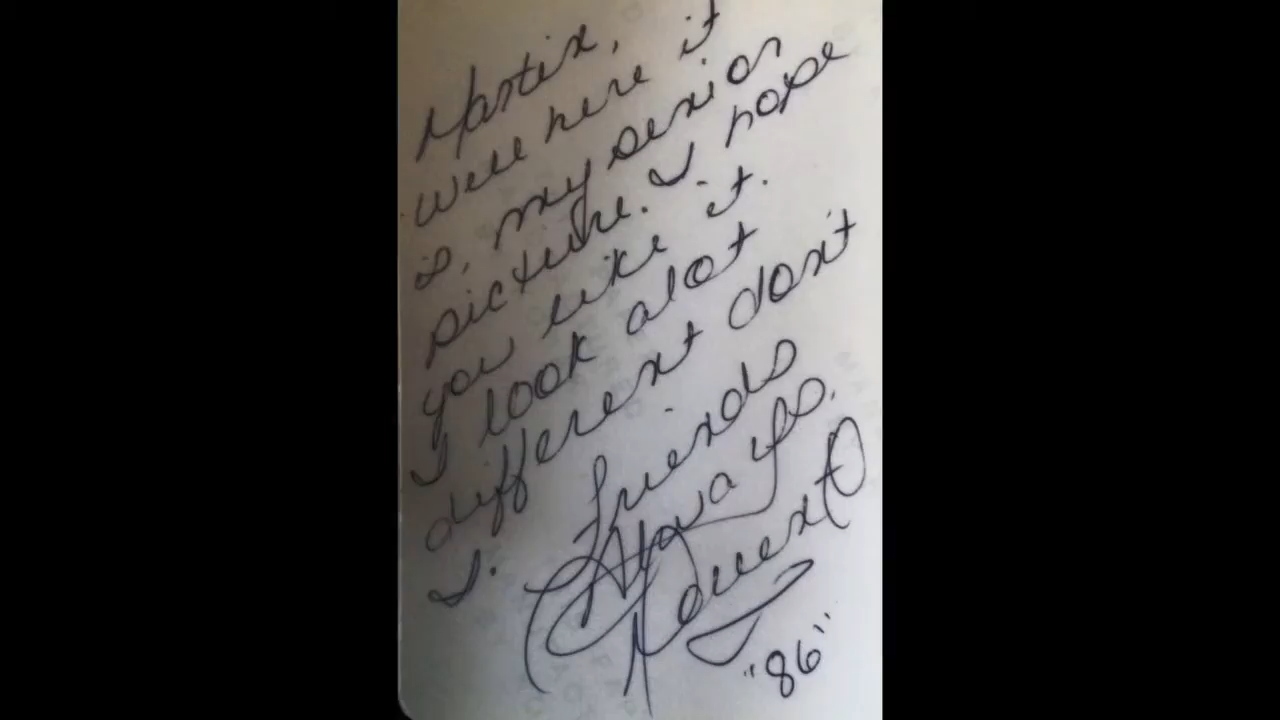 Martin,
Well here it
is, my senior
picture. I hope
you like it.
I look alot
different don't
I.
Friends
Always,
"86"